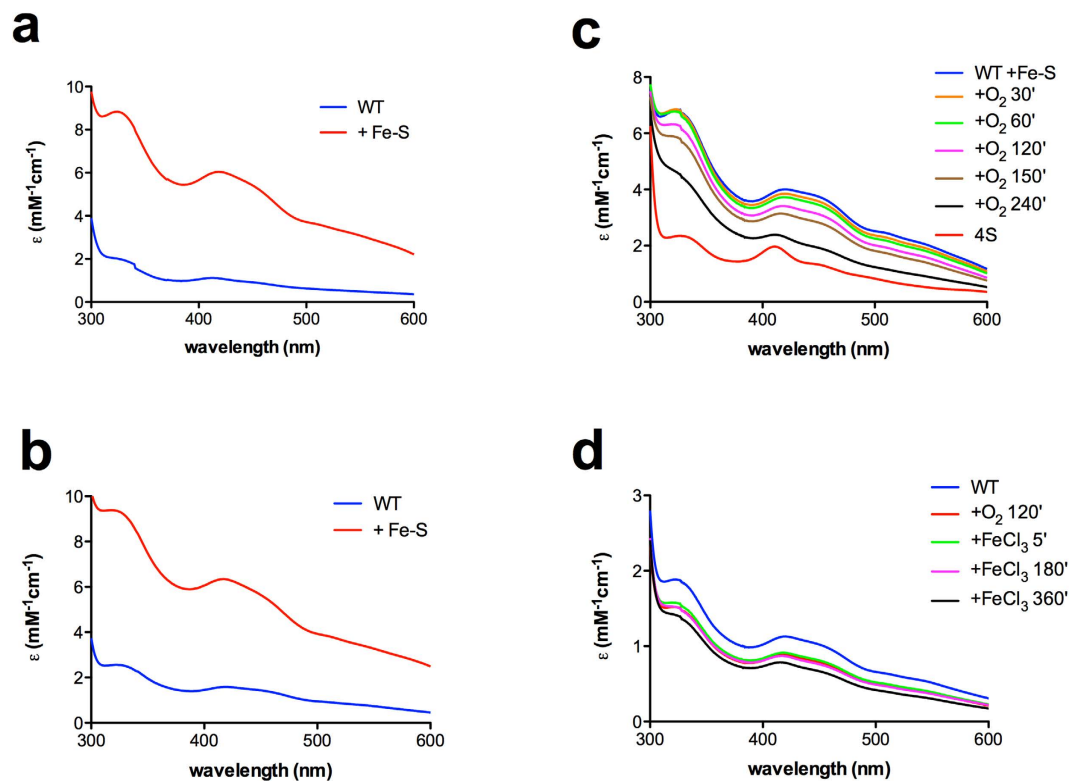 a
ε (mM⁻¹cm⁻¹)
10
8
6
4
2
0
300
400
500
600
wavelength (nm)
WT
+ Fe-S
c
ε (mM⁻¹cm⁻¹)
8
6
4
2
0
300
400
500
600
wavelength (nm)
WT +Fe-S
+O₂ 30'
+O₂ 60'
+O₂ 120'
+O₂ 150'
+O₂ 240'
4S
b
ε (mM⁻¹cm⁻¹)
10
8
6
4
2
0
300
400
500
600
wavelength (nm)
WT
+ Fe-S
d
ε (mM⁻¹cm⁻¹)
3
2
1
0
300
400
500
600
wavelength (nm)
WT
+O₂ 120'
+FeCl₃ 5'
+FeCl₃ 180'
+FeCl₃ 360'